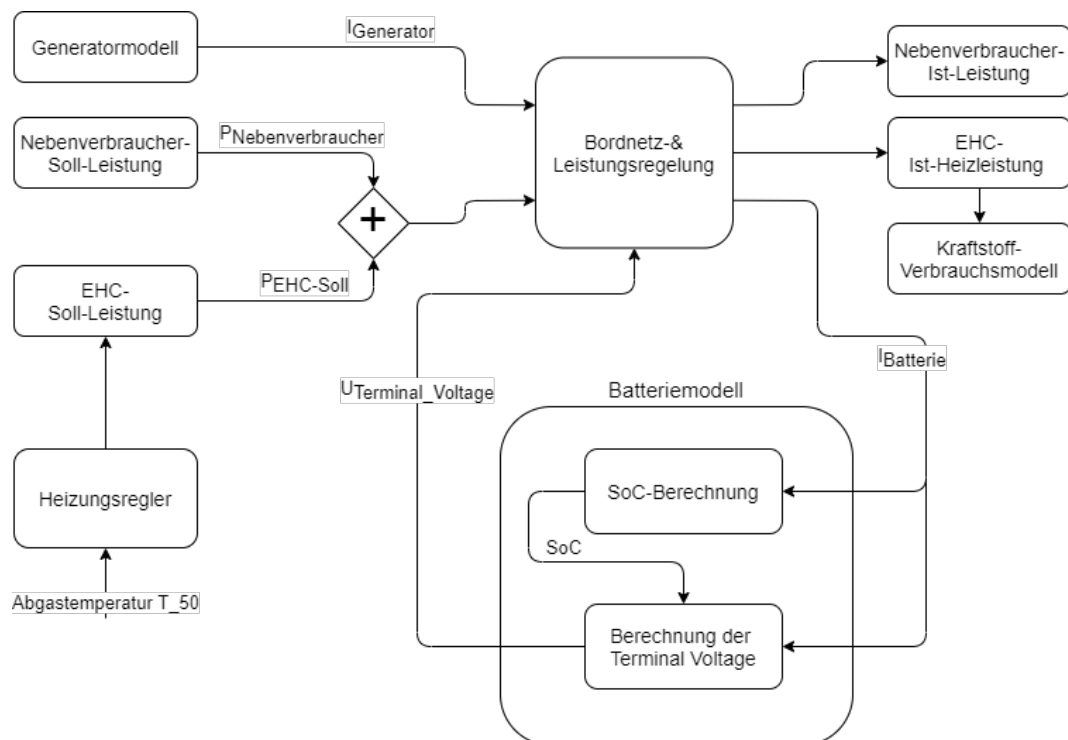 Generatormodell
IGenerator
Nebenverbraucher-
Soll-Leistung
PNebenverbraucher
+
EHC-
Soll-Leistung
PEHC-Soll
Heizungsregler
Abgastemperatur T_50
Bordnetz-&
Leistungsregelung
Nebenverbraucher-
Ist-Leistung
EHC-
Ist-Heizleistung
Kraftstoff-
Verbrauchsmodell
IBatterie
UTerminal_Voltage
Batteriemodell
SoC-Berechnung
SoC
Berechnung der
Terminal Voltage